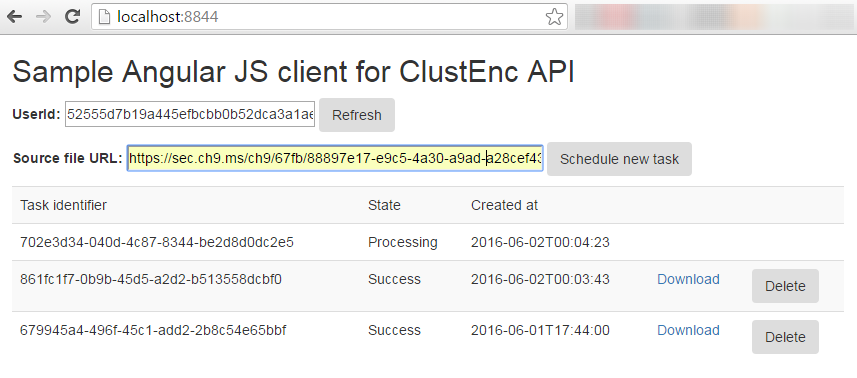 localhost:8844
Sample Angular JS client for ClustEnc API
UserId: 52555d7b19a445efbcbb0b52dca3a1ae Refresh
Source file URL: https://sec.ch9.ms/ch9/67fb/88897e17-e9c5-4a30-a9ad-a28cef43 Schedule new task
Task identifier State Created at
702e3d34-040d-4c87-8344-be2d8d0dc2e5 Processing 2016-06-02T00:04:23
861fc1f7-0b9b-45d5-a2d2-b513558dcbf0 Success 2016-06-02T00:03:43 Download Delete
679945a4-496f-45c1-add2-2b8c54e65bbf Success 2016-06-01T17:44:00 Download Delete